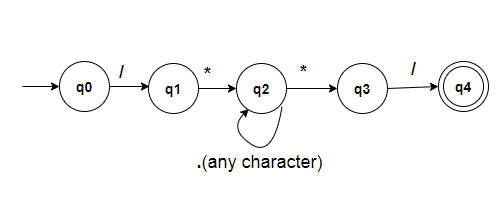 / * * /
q0 q1 q2 q3 q4
.(any character)